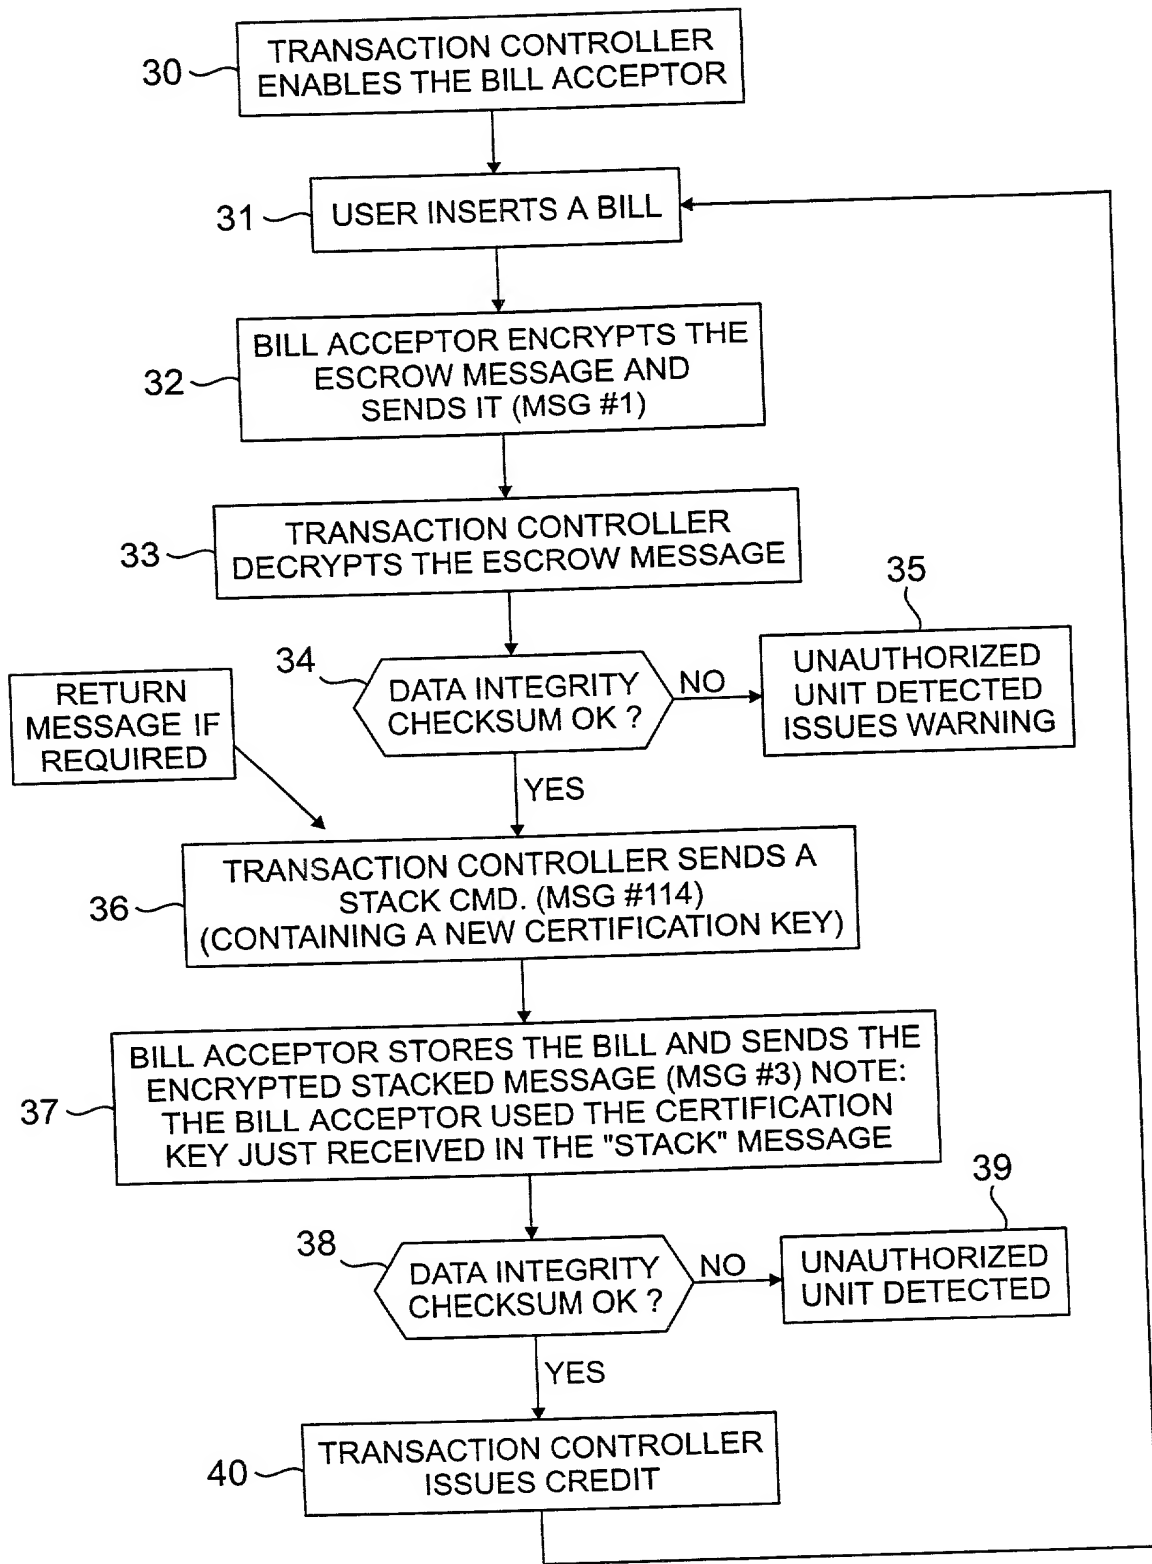 30
TRANSACTION CONTROLLER
ENABLES THE BILL ACCEPTOR
31
USER INSERTS A BILL
32
BILL ACCEPTOR ENCRYPTS THE
ESCROW MESSAGE AND
SENDS IT (MSG #1)
33
TRANSACTION CONTROLLER
DECRYPTS THE ESCROW MESSAGE
34
DATA INTEGRITY
CHECKSUM OK ?
NO
35
UNAUTHORIZED
UNIT DETECTED
ISSUES WARNING
RETURN
MESSAGE IF
REQUIRED
YES
36
TRANSACTION CONTROLLER SENDS A
STACK CMD. (MSG #114)
(CONTAINING A NEW CERTIFICATION KEY)
37
BILL ACCEPTOR STORES THE BILL AND SENDS THE
ENCRYPTED STACKED MESSAGE (MSG #3) NOTE:
THE BILL ACCEPTOR USED THE CERTIFICATION
KEY JUST RECEIVED IN THE "STACK" MESSAGE
38
DATA INTEGRITY
CHECKSUM OK ?
NO
39
UNAUTHORIZED
UNIT DETECTED
YES
40
TRANSACTION CONTROLLER
ISSUES CREDIT